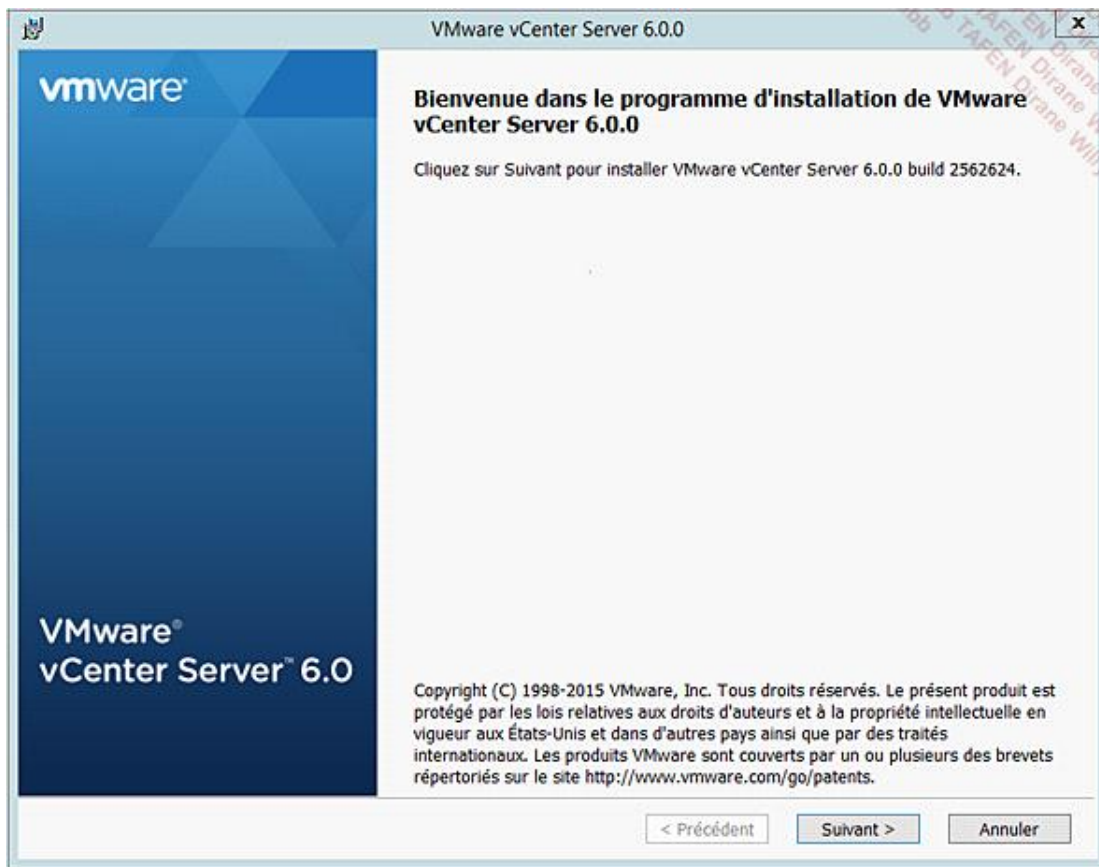 VMware vCenter Server 6.0.0
x
vmware®
Bienvenue dans le programme d'installation de VMware
vCenter Server 6.0.0
Cliquez sur Suivant pour installer VMware vCenter Server 6.0.0 build 2562624.
VMware®
vCenter Server™ 6.0
Copyright (C) 1998-2015 VMware, Inc. Tous droits réservés. Le présent produit est
protégé par les lois relatives aux droits d'auteurs et à la propriété intellectuelle en
vigueur aux États-Unis et dans d'autres pays ainsi que par des traités
internationaux. Les produits VMware sont couverts par un ou plusieurs des brevets
répertoriés sur le site http://www.vmware.com/go/patents.
< Précédent
Suivant >
Annuler
TAFEN Dirane
TAFEN Dirane Willy